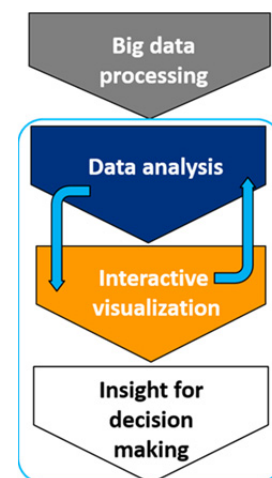 Big data
processing
Data analysis
Interactive
visualization
Insight for
decision
making